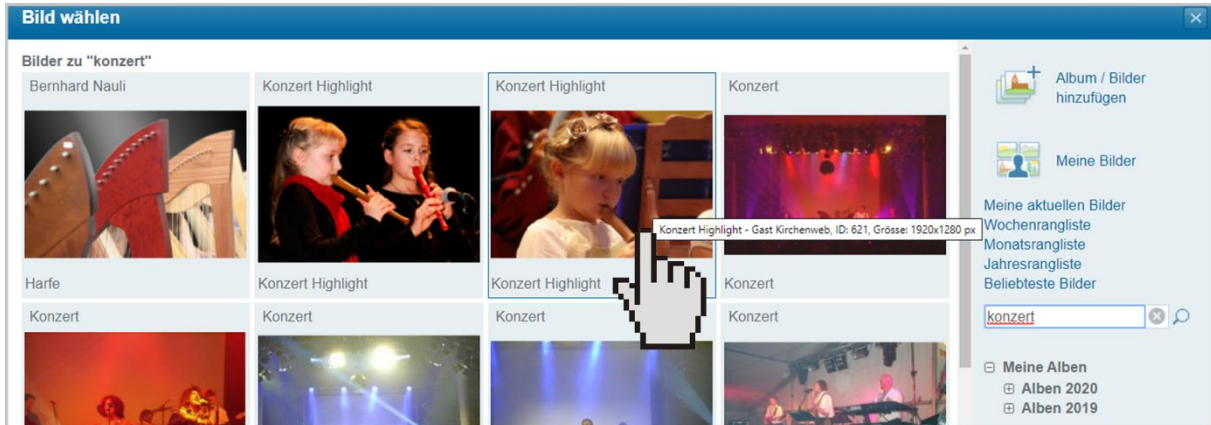 Bild wählen
Bilder zu "konzert"
Bernhard Nauli
Konzert Highlight
Konzert Highlight
Konzert
Harfe
Konzert Highlight
Konzert Highlight
Konzert
Konzert Highlight - Gast Kirchenweb, ID: 621, Grösse: 1920x1280 px
Konzert
Konzert
Konzert
Konzert
Album / Bilder
hinzufügen
Meine Bilder
Meine aktuellen Bilder
Wochenrangliste
Monatsrangliste
Jahresrangliste
Beliebteste Bilder
konzert
Meine Alben
Alben 2020
Alben 2019